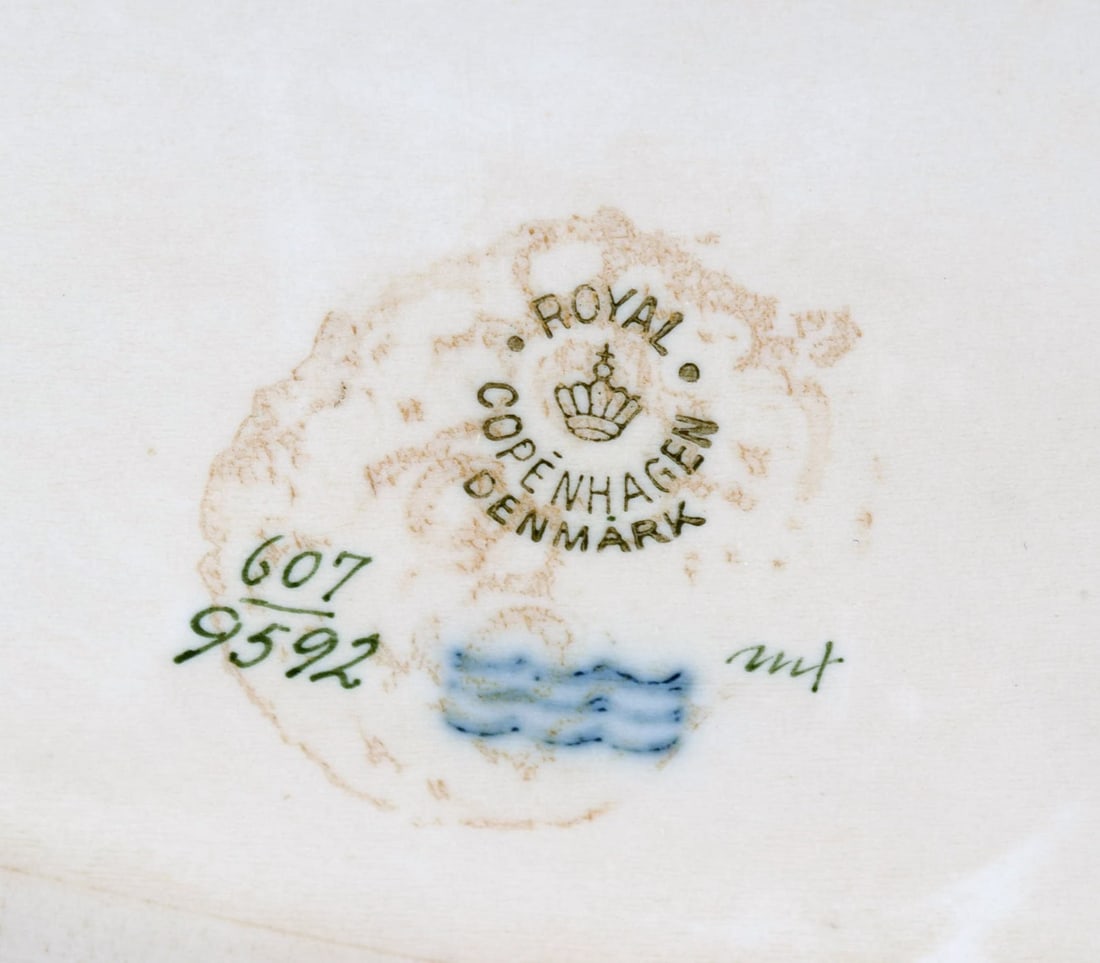 ROYAL
COPENHAGEN
DENMARK
607
9592